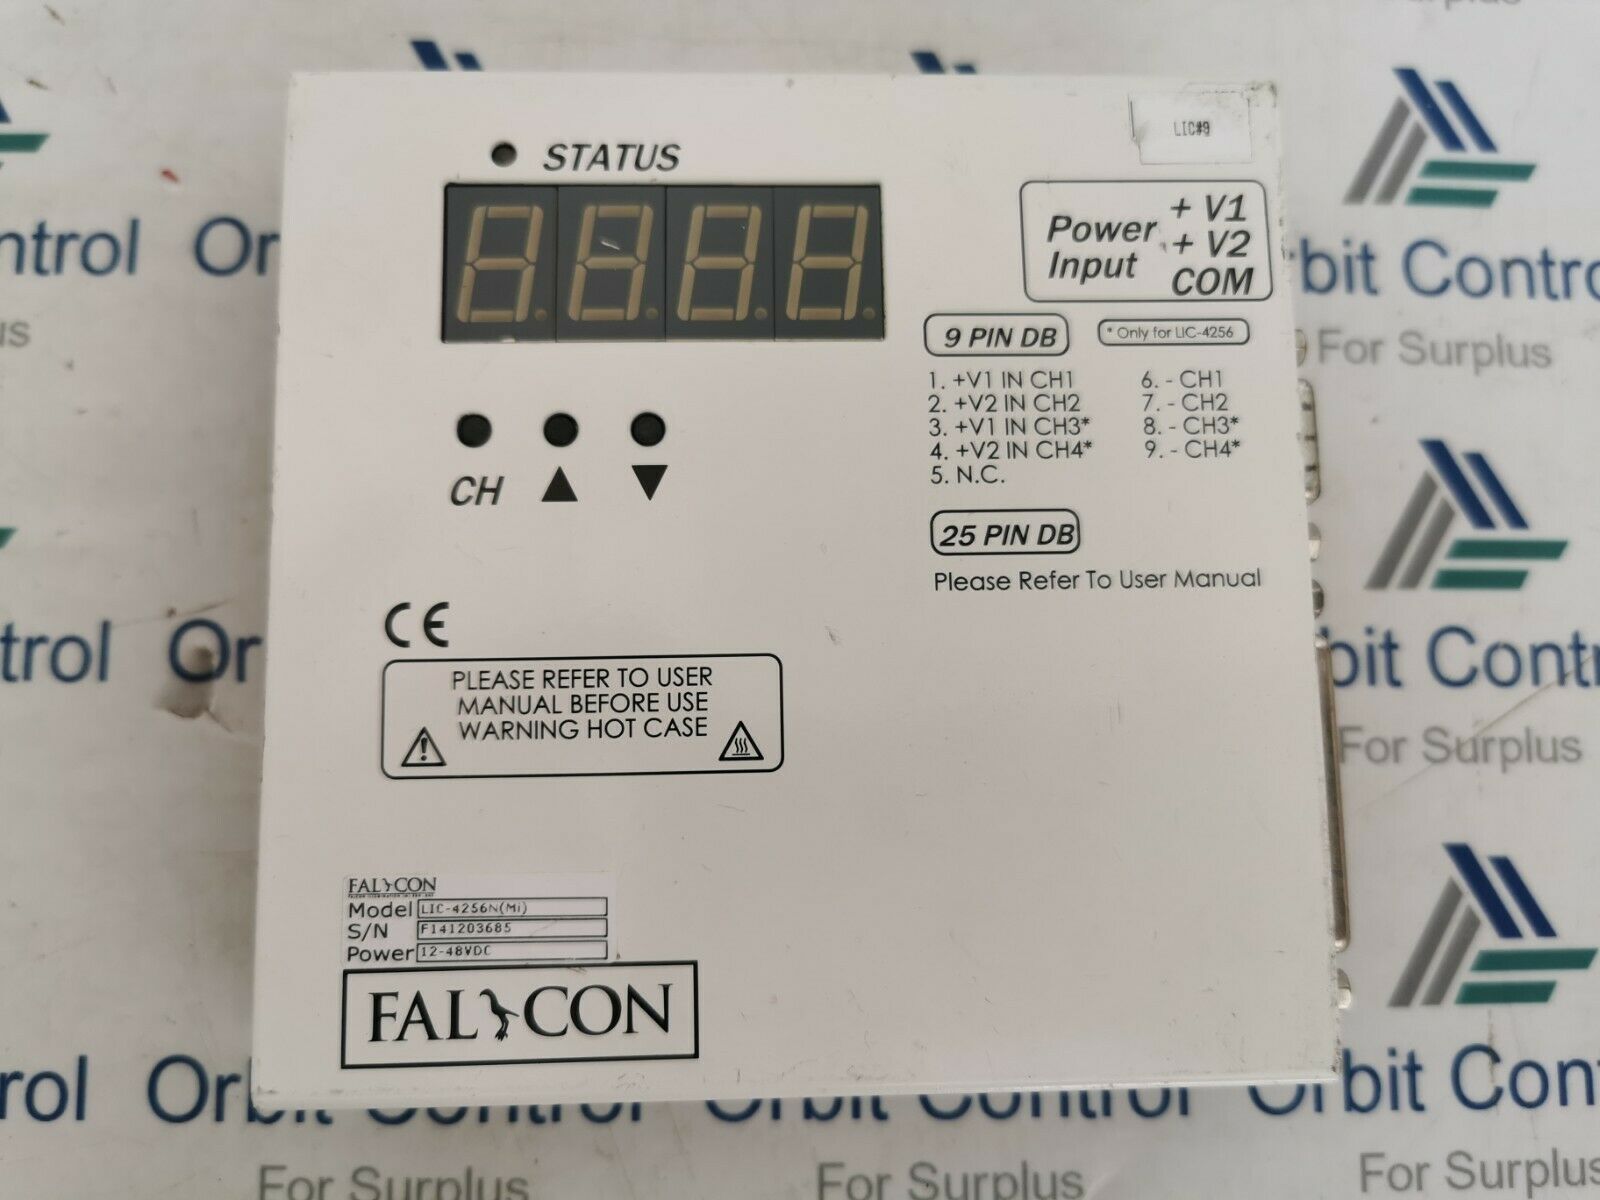 LIC#9
STATUS
Power Input
+ V1
+ V2
COM
9 PIN DB
* Only for LIC-4256
1. +V1 IN CH1
2. +V2 IN CH2
3. +V1 IN CH3*
4. +V2 IN CH4*
5. N.C.
6. - CH1
7. - CH2
8. - CH3*
9. - CH4*
25 PIN DB
Please Refer To User Manual
CH ▲ ▼
CE
PLEASE REFER TO USER
MANUAL BEFORE USE
WARNING HOT CASE
FALCON
Model LIC-4256N(Mi)
S/N F141203685
Power 12-48VDC
FALCON
ntrol Or
bit Contro
For Surplus
trol Or
bit Contr
For Surplus
rol Orbit Control Orbit Control Orbit Cont
For Surplus
For Surplus
For Surplus